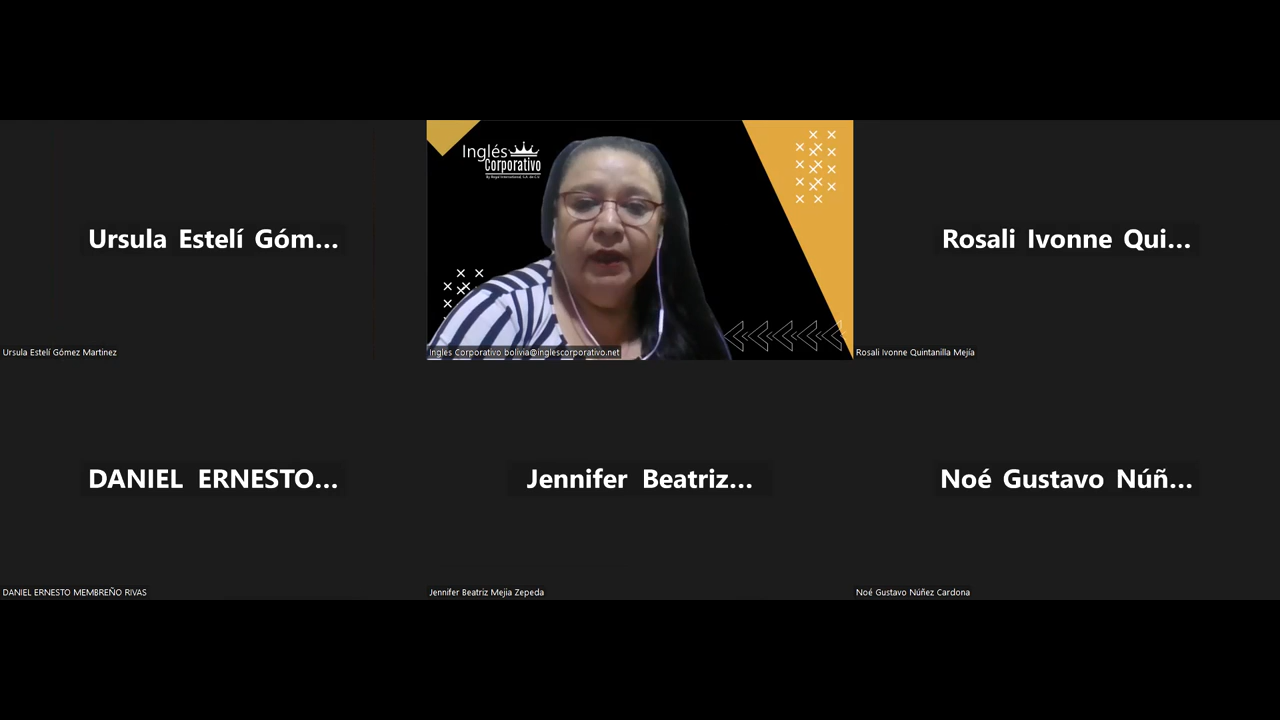 Ursula Estelí Góm...
Inglés
Corporativo
Rosali Ivonne Qui...
Ursula Estelí Gómez Martinez
Inglés Corporativo bolivia@inglescorporativo.net
Rosali Ivonne Quintanilla Mejía
DANIEL ERNESTO...
Jennifer Beatriz...
Noé Gustavo Núñ...
DANIEL ERNESTO MEMBREÑO RIVAS
Jennifer Beatriz Mejia Zepeda
Noé Gustavo Núñez Cardona